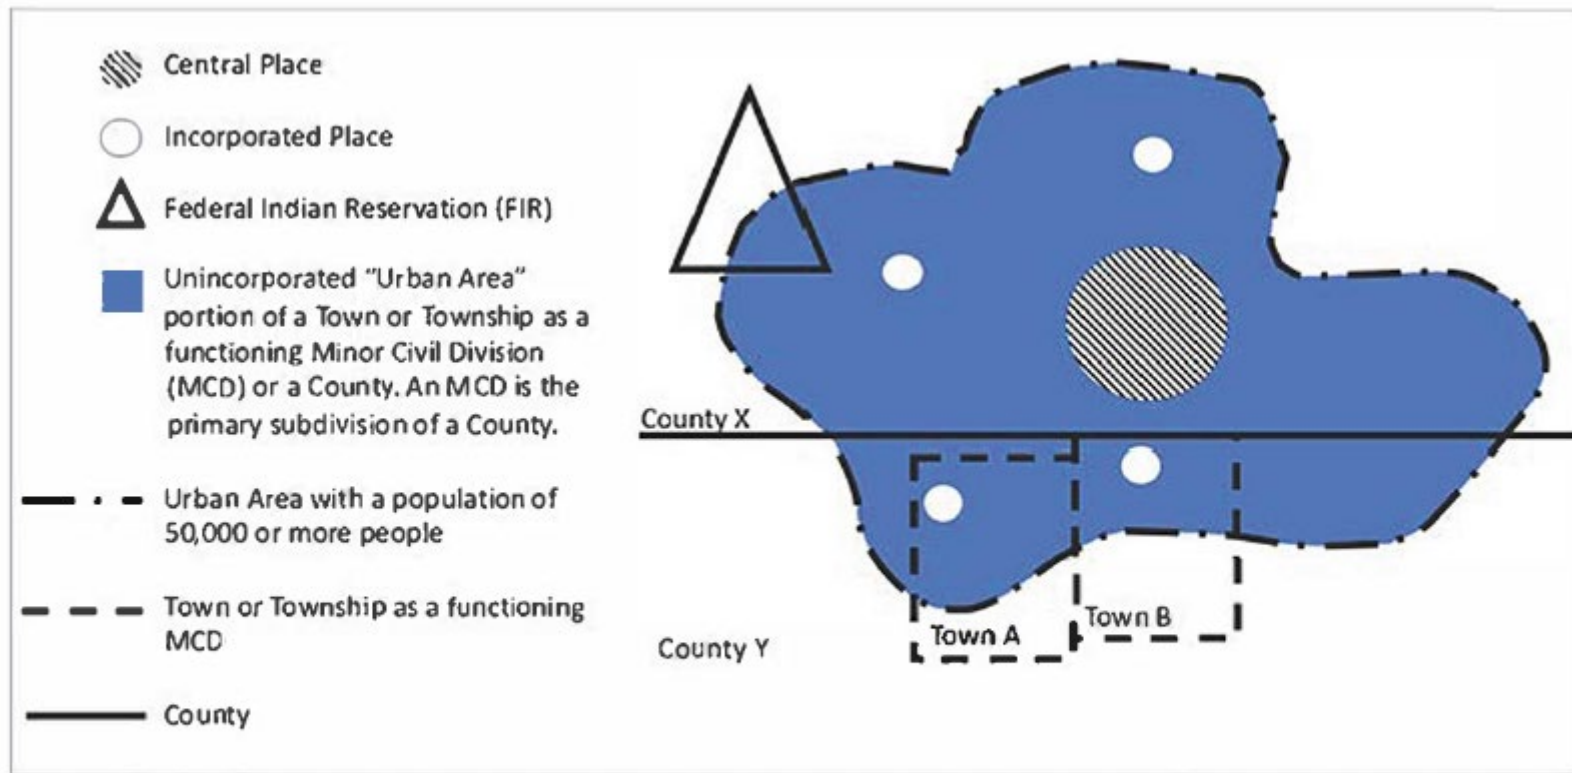 Central Place
Incorporated Place
Federal Indian Reservation (FIR)
Unincorporated "Urban Area"
portion of a Town or Township as a
functioning Minor Civil Division
(MCD) or a County. An MCD is the
primary subdivision of a County.
Urban Area with a population of
50,000 or more people
Town or Township as a functioning
MCD
County
County X
County Y
Town A
Town B